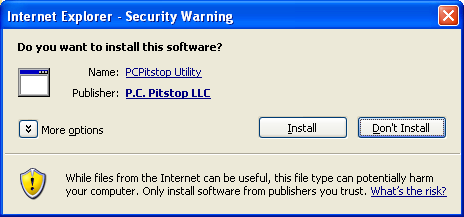 Internet Explorer - Security Warning
Do you want to install this software?
Name: PCPitstop Utility
Publisher: P.C. Pitstop LLC
More options
Install
Don't Install
While files from the Internet can be useful, this file type can potentially harm
your computer. Only install software from publishers you trust. What's the risk?